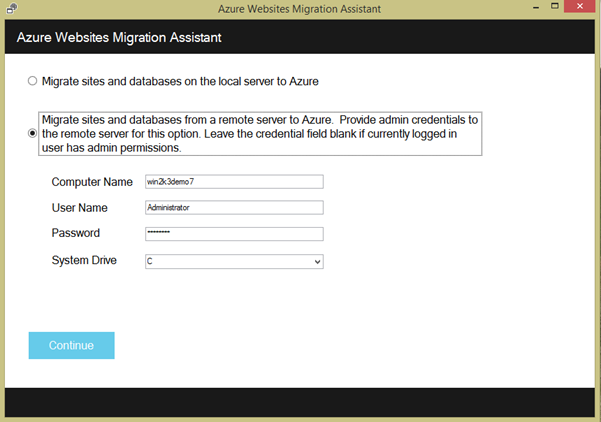 Azure Websites Migration Assistant
Azure Websites Migration Assistant
Migrate sites and databases on the local server to Azure
Migrate sites and databases from a remote server to Azure.  Provide admin credentials to
the remote server for this option. Leave the credential field blank if currently logged in
user has admin permissions.
Computer Name win2k3demo7
User Name Administrator
Password ********
System Drive C
Continue